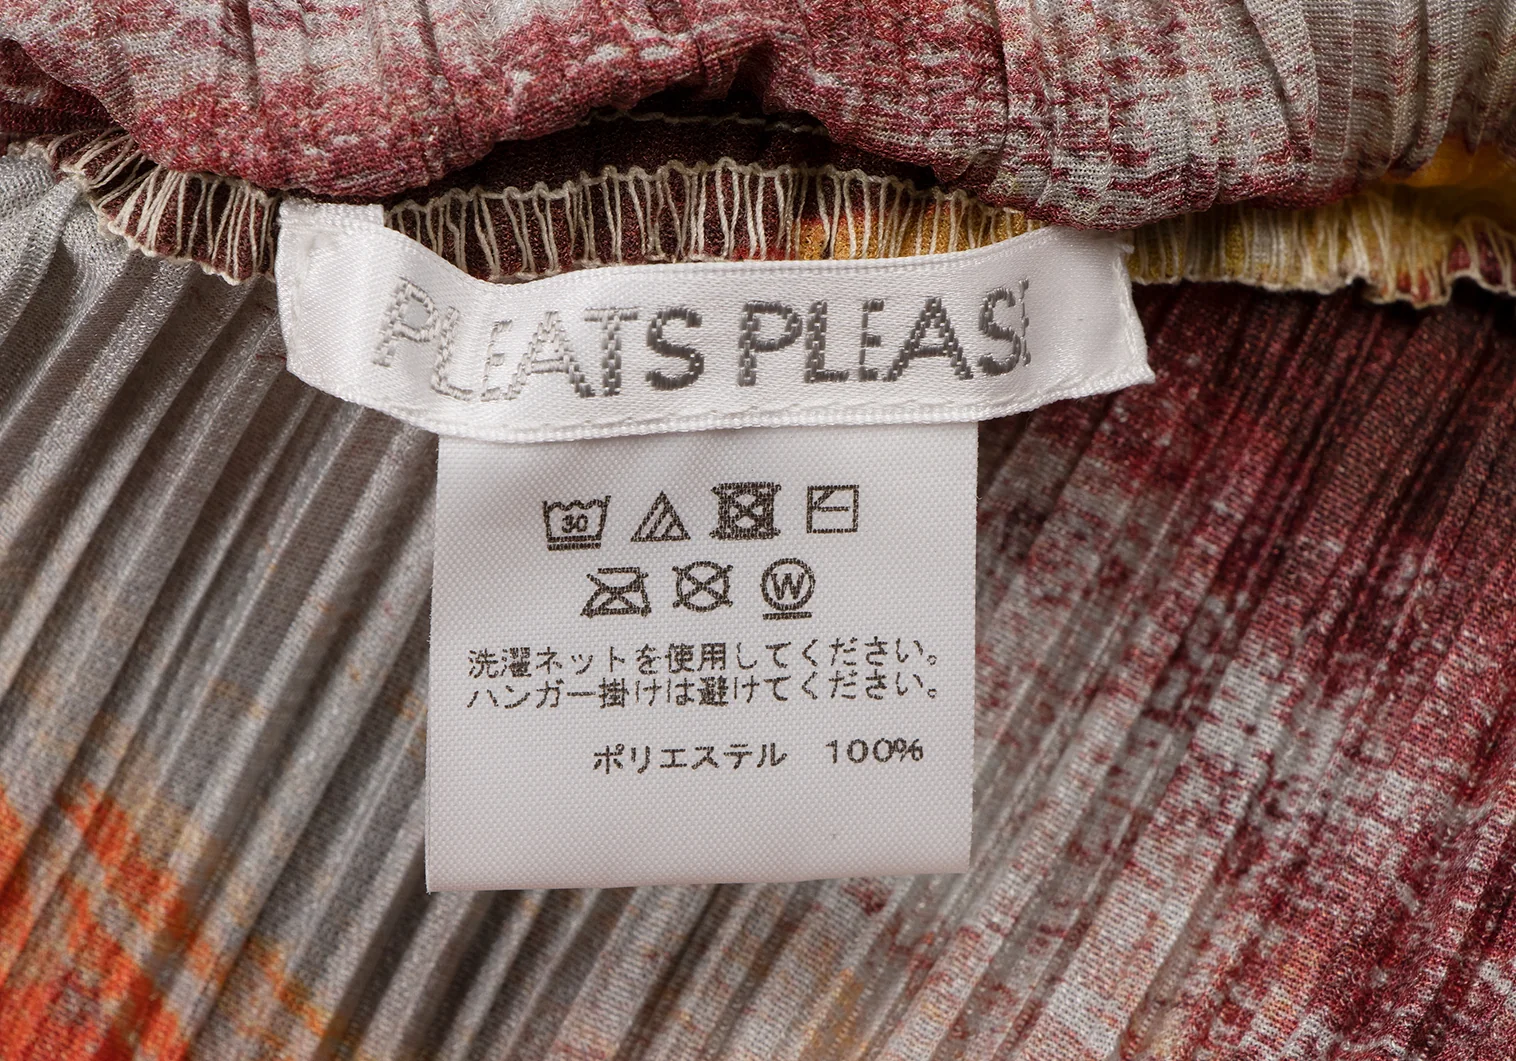 PLEATS PLEASE
30
W
洗濯ネットを使用してください。
ハンガー掛けは避けてください。
ポリエステル 100%